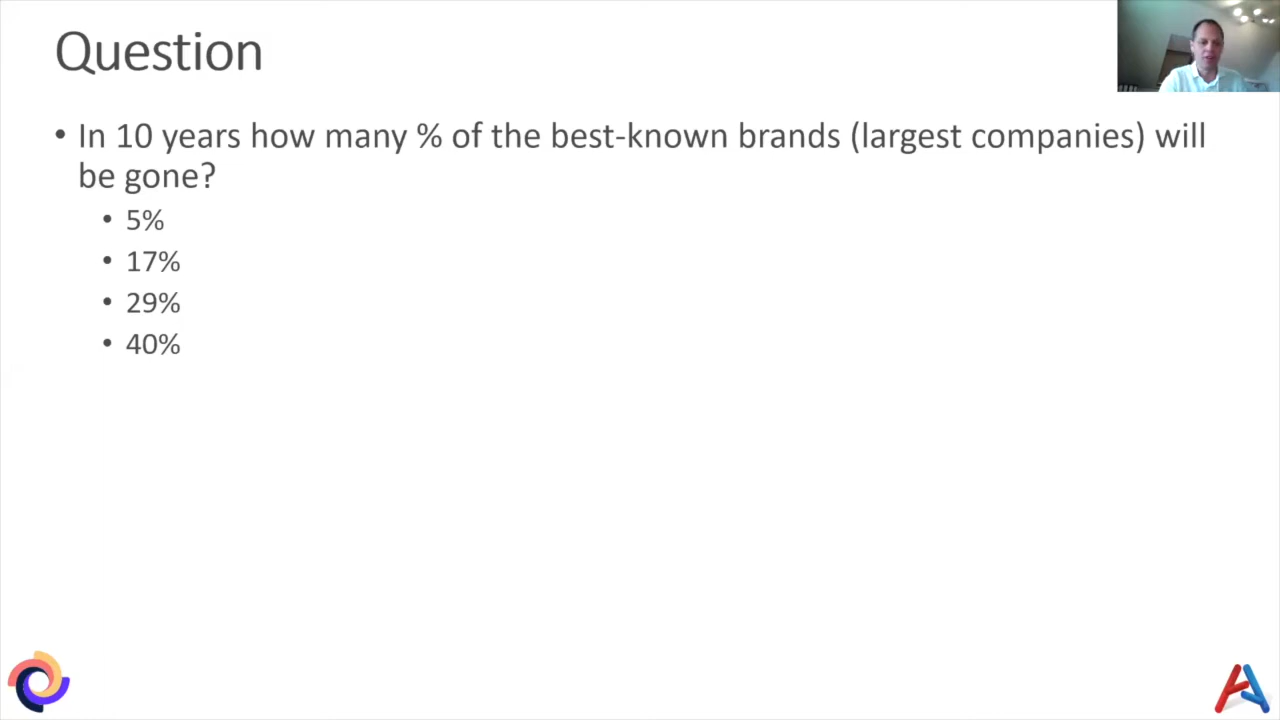 Question
• In 10 years how many % of the best-known brands (largest companies) will
be gone?
• 5%
• 17%
• 29%
• 40%